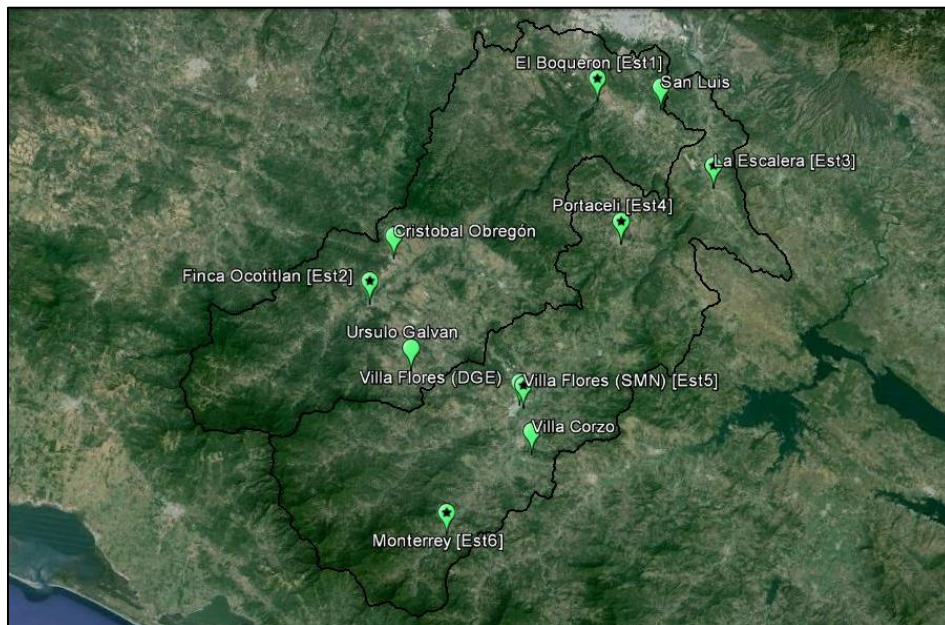 El Boqueron [Est1]
San Luis
La Escalera [Est3]
Portaceli [Est4]
Cristobal Obregón
Finca Ocotitlan [Est2]
Ursulo Galvan
Villa Flores (DGE)
Villa Flores (SMN) [Est5]
Villa Corzo
Monterrey [Est6]